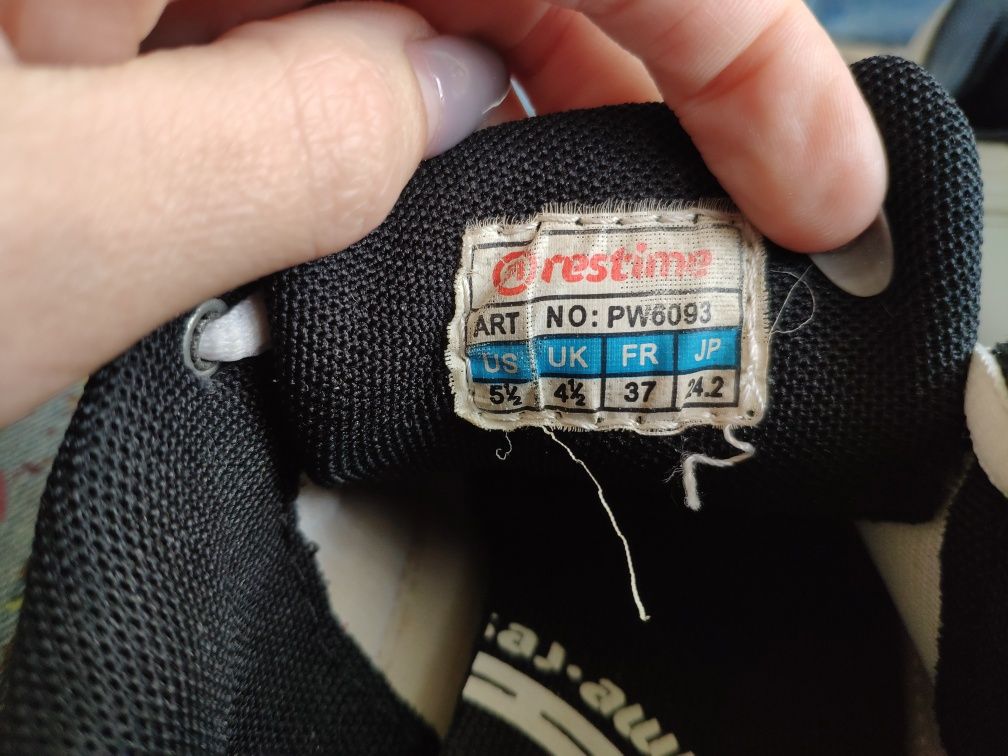 restime
ART NO: PW6093
US UK FR JP
5½ 4½ 37 24.2